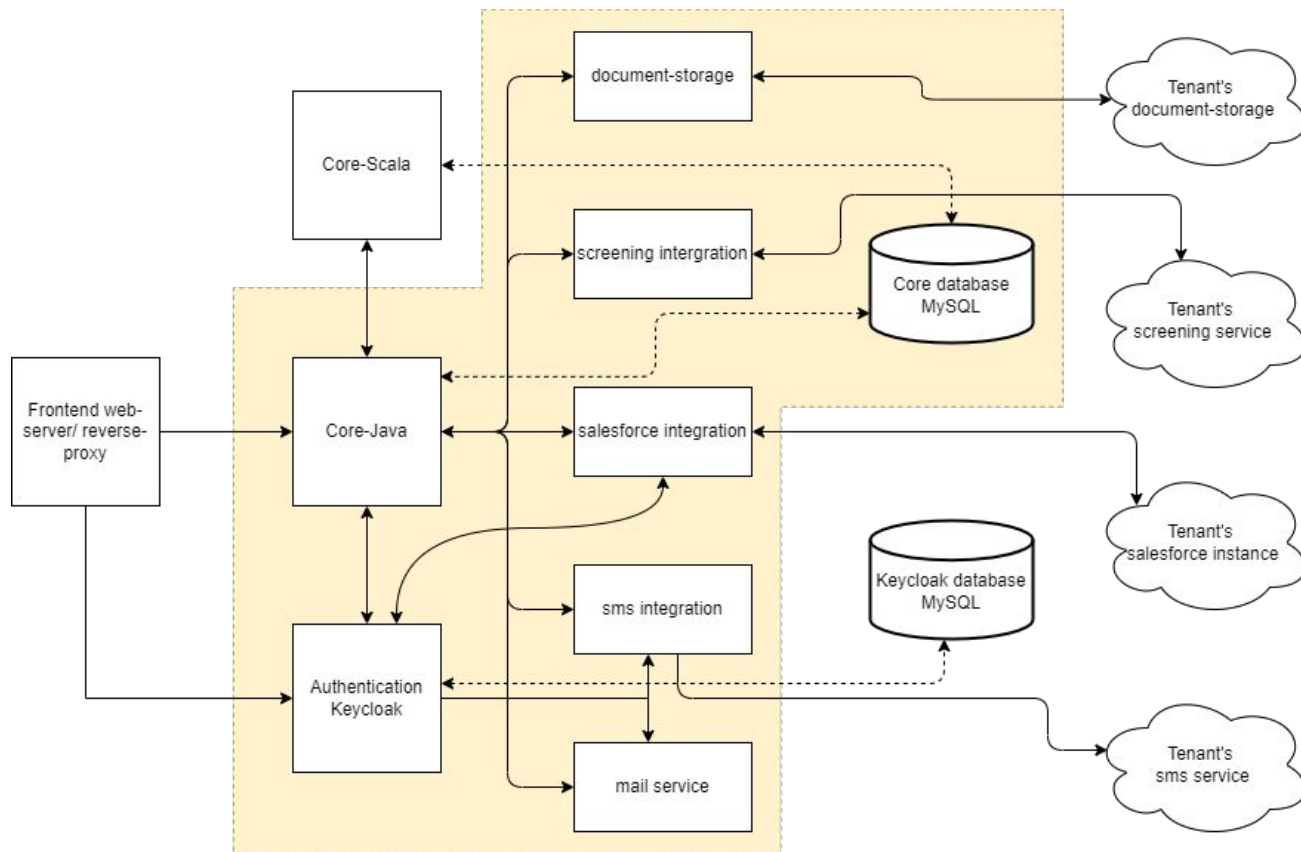 document-storage
Tenant's
document-storage
Core-Scala
screening intergration
Core database
MySQL
Tenant's
screening service
Frontend web-
server/ reverse-
proxy
Core-Java
salesforce integration
Tenant's
salesforce instance
Keycloak database
MySQL
sms integration
Authentication
Keycloak
Tenant's
sms service
mail service